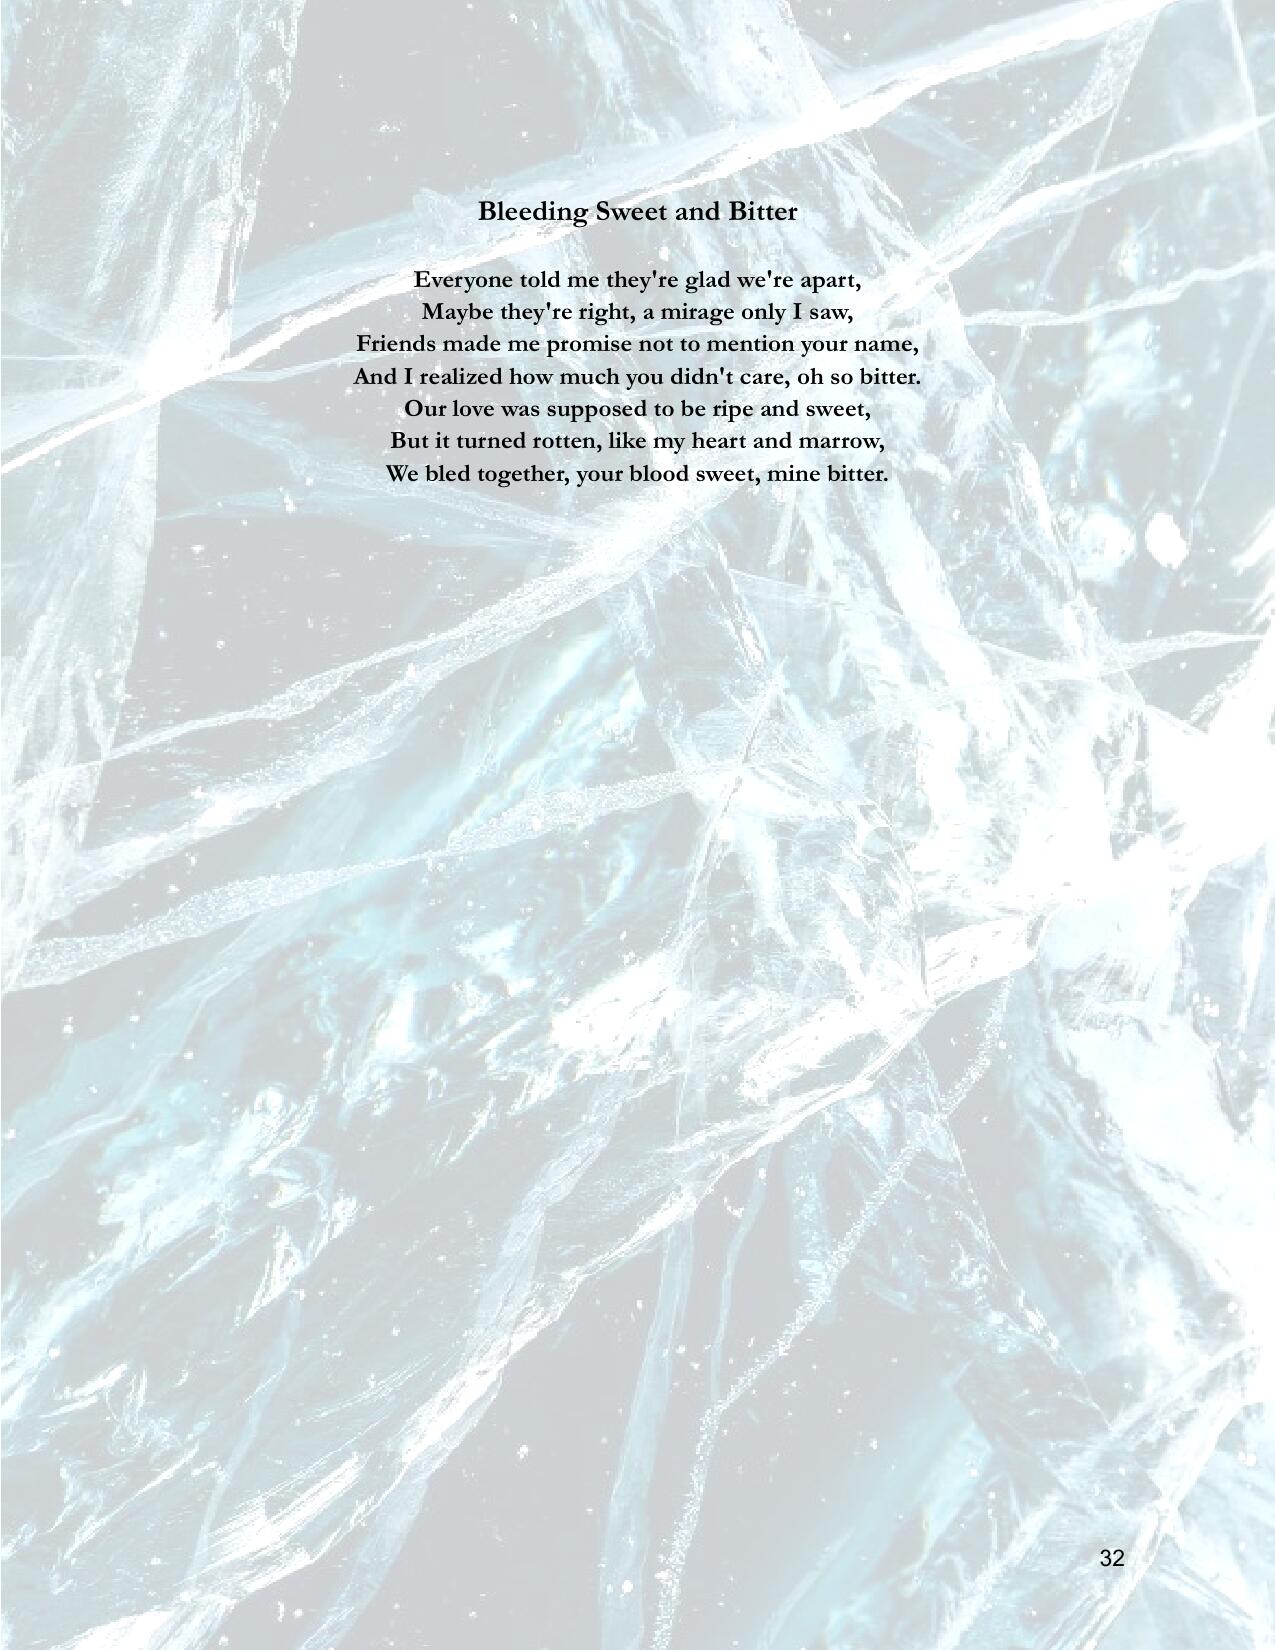 Bleeding Sweet and Bitter
Everyone told me they're glad we're apart,
Maybe they're right, a mirage only I saw,
Friends made me promise not to mention your name,
And I realized how much you didn't care, oh so bitter.
Our love was supposed to be ripe and sweet,
But it turned rotten, like my heart and marrow,
We bled together, your blood sweet, mine bitter.
32